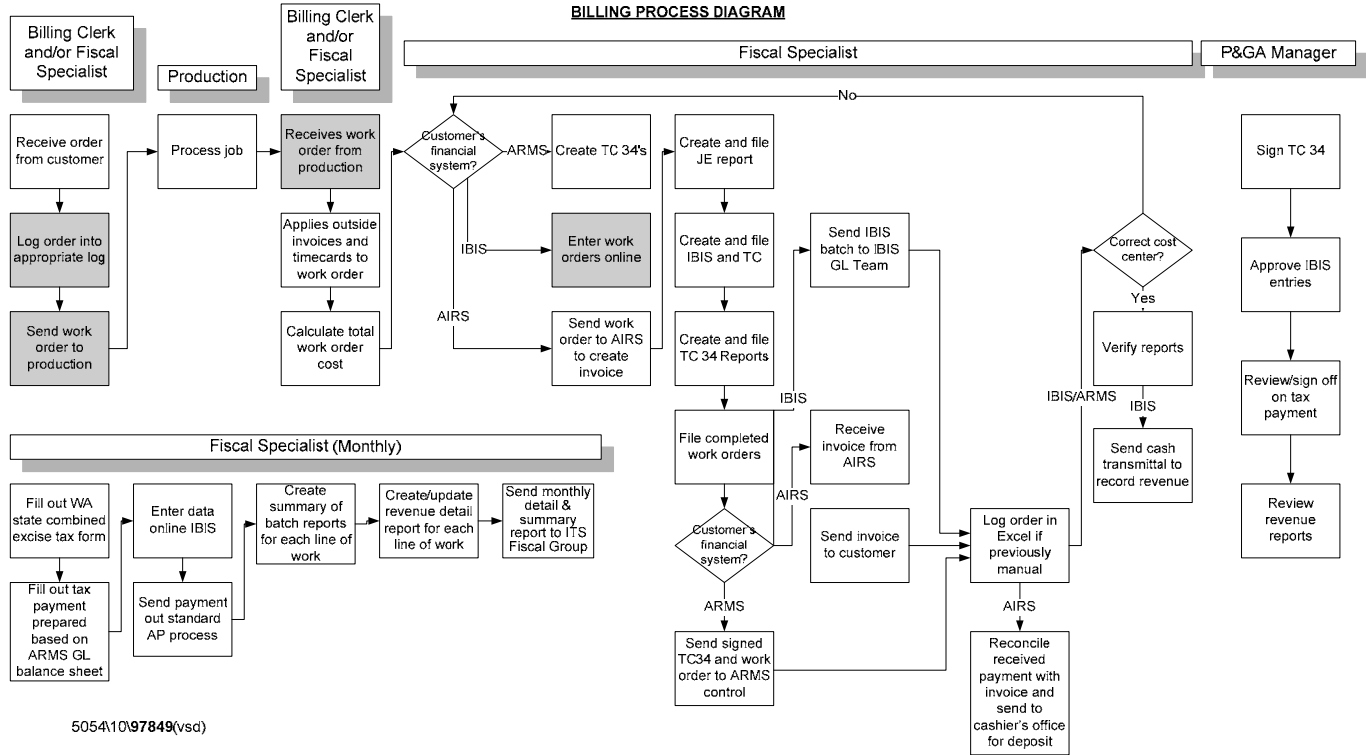 BILLING PROCESS DIAGRAM
Billing Clerk
and/or Fiscal
Specialist
Production
Billing Clerk
and/or
Fiscal
Specialist
Fiscal Specialist
P&GA Manager
Receive order
from customer
Log order into
appropriate log
Send work
order to
production
Process job
Receives work
order from
production
Applies outside
invoices and
timecards to
work order
Calculate total
work order
cost
No
Customer's
financial
system?
ARMS
IBIS
AIRS
Create TC 34's
Enter work
orders online
Send work
order to AIRS
to create
invoice
Create and file
JE report
Create and file
IBIS and TC
Create and file
TC 34 Reports
File completed
work orders
Customer's
financial
system?
IBIS
AIRS
ARMS
Send signed
TC34 and work
order to ARMS
control
Send IBIS
batch to IBIS
GL Team
Receive
invoice from
AIRS
Send invoice
to customer
Log order in
Excel if
previously
manual
IBIS/ARMS
AIRS
Reconcile
received
payment with
invoice and
send to
cashier's office
for deposit
Correct cost
center?
Yes
Verify reports
IBIS
Send cash
transmittal to
record revenue
Sign TC 34
Approve IBIS
entries
Review/sign off
on tax
payment
Review
revenue
reports
Fiscal Specialist (Monthly)
Fill out WA
state combined
excise tax form
Fill out tax
payment
prepared
based on
ARMS GL
balance sheet
Enter data
online IBIS
Send payment
out standard
AP process
Create
summary of
batch reports
for each line of
work
Create/update
revenue detail
report for each
line of work
Send monthly
detail &
summary
report to ITS
Fiscal Group
5054\10\97849(vsd)